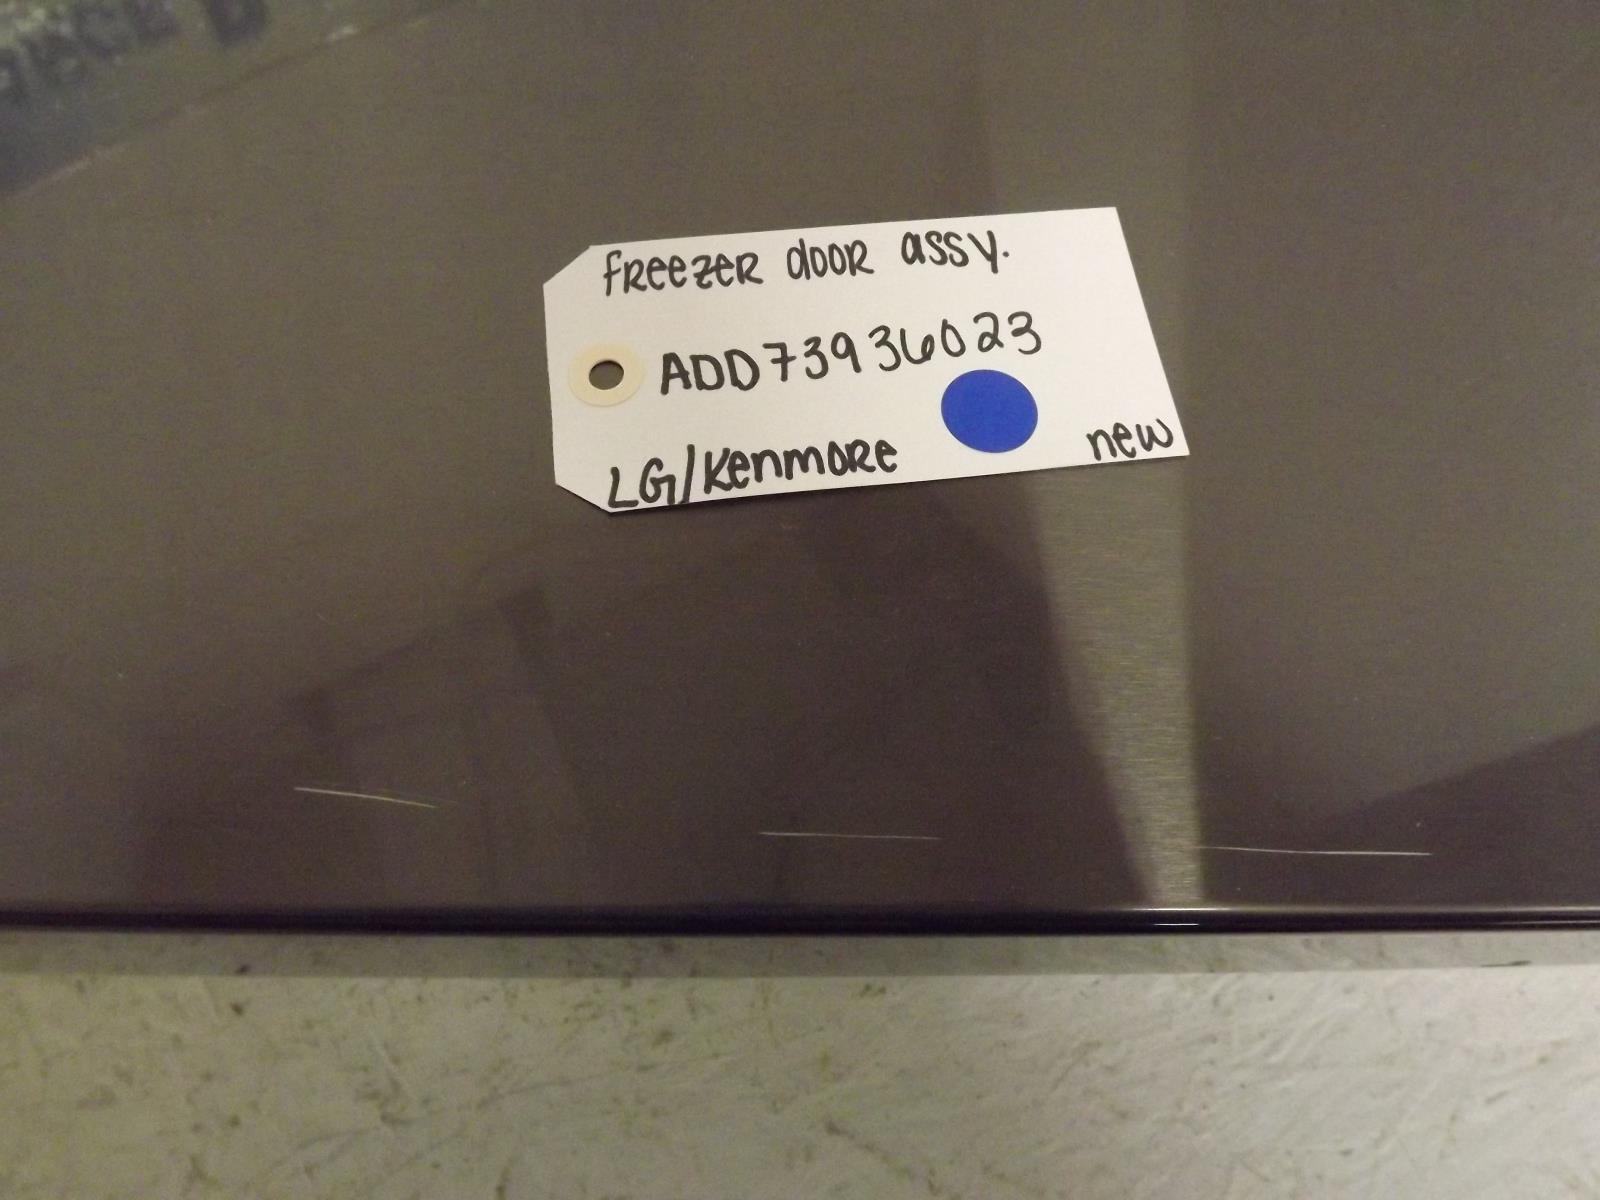 freezer door assy.
ADD73936023
LG/Kenmore new